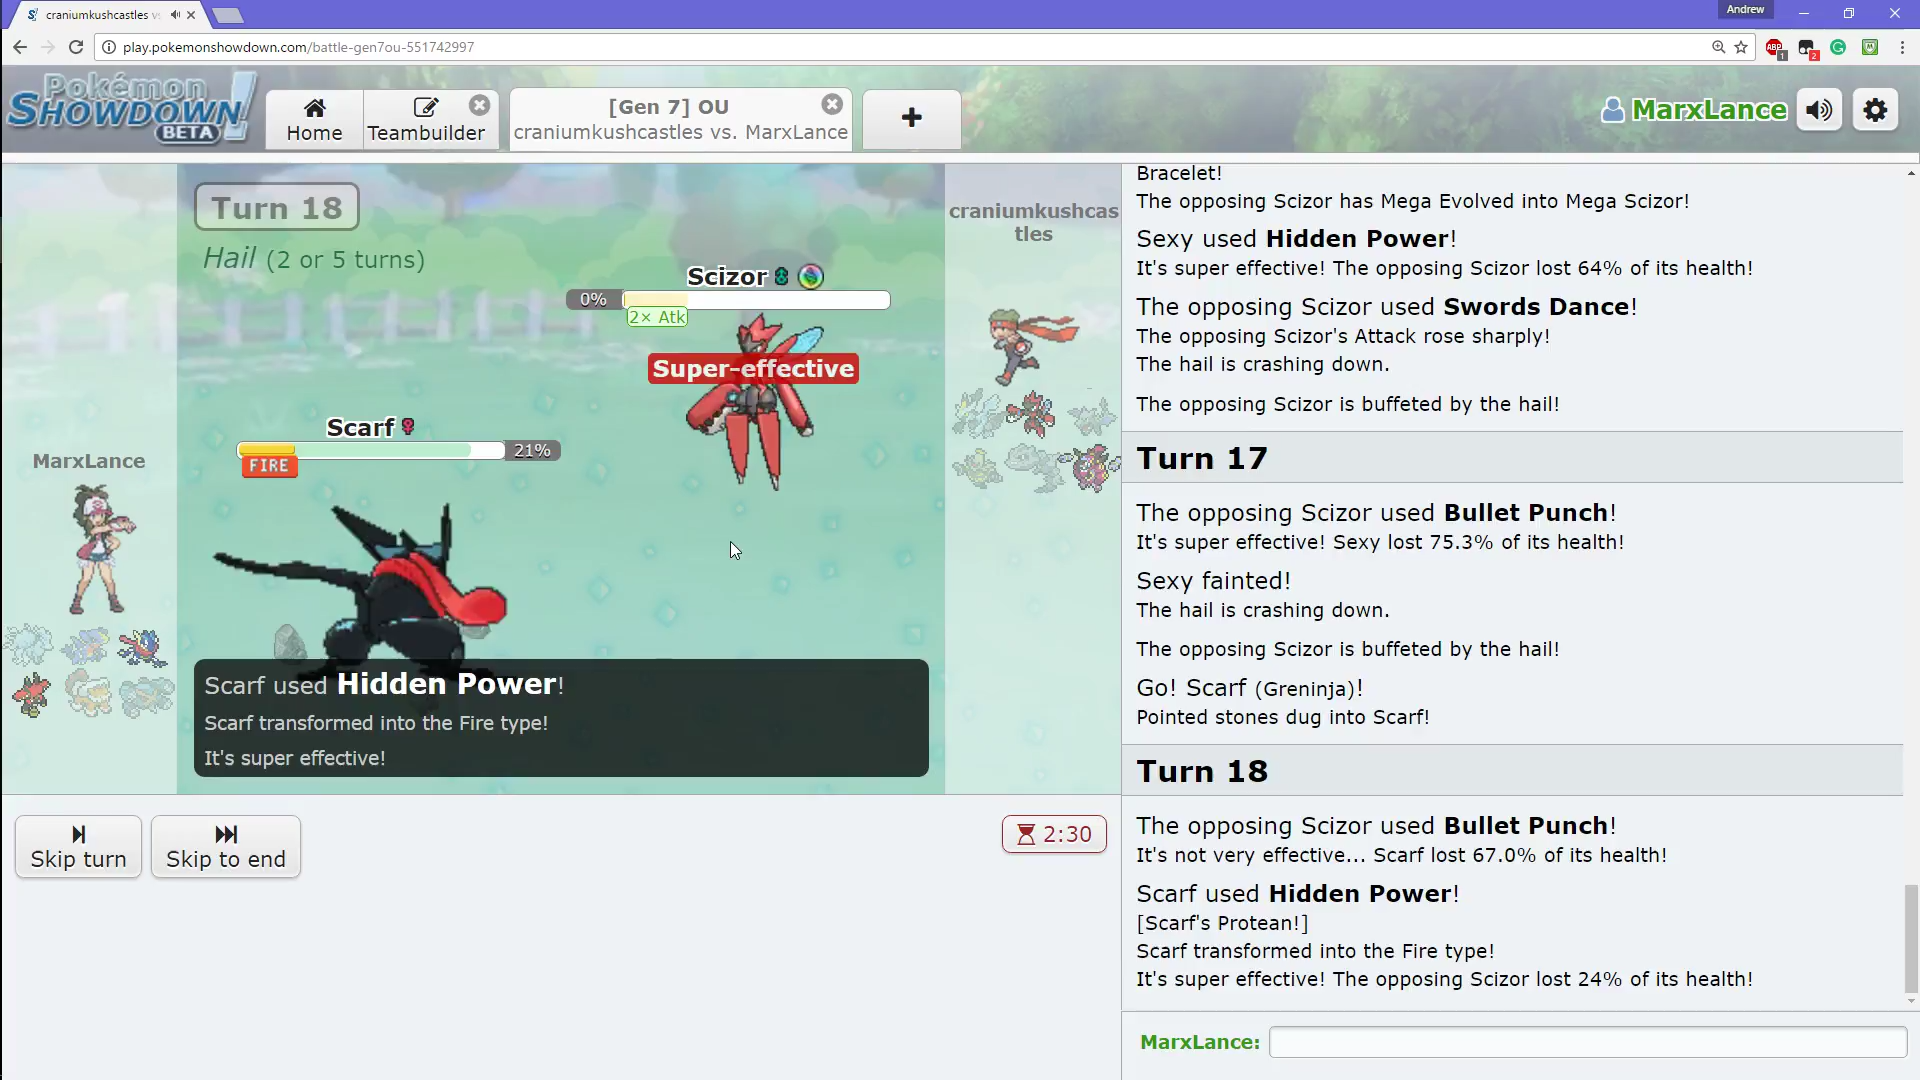 craniumkushcastles vs
Andrew
play.pokemonshowdown.com/battle-gen7ou-551742997
ABP
1
2
Pokémon
SHOWDOWN!
BETA
Home
Teambuilder
[Gen 7] OU
craniumkushcastles vs. MarxLance
MarxLance
Turn 18
Hail (2 or 5 turns)
craniumkushcas
tles
Scizor
0%
2× Atk
Super-effective
Scarf
21%
FIRE
MarxLance
Scarf used Hidden Power!
Scarf transformed into the Fire type!
It's super effective!
Skip turn
Skip to end
2:30
Bracelet!
The opposing Scizor has Mega Evolved into Mega Scizor!
Sexy used Hidden Power!
It's super effective! The opposing Scizor lost 64% of its health!
The opposing Scizor used Swords Dance!
The opposing Scizor's Attack rose sharply!
The hail is crashing down.
The opposing Scizor is buffeted by the hail!
Turn 17
The opposing Scizor used Bullet Punch!
It's super effective! Sexy lost 75.3% of its health!
Sexy fainted!
The hail is crashing down.
The opposing Scizor is buffeted by the hail!
Go! Scarf (Greninja)!
Pointed stones dug into Scarf!
Turn 18
The opposing Scizor used Bullet Punch!
It's not very effective... Scarf lost 67.0% of its health!
Scarf used Hidden Power!
[Scarf's Protean!]
Scarf transformed into the Fire type!
It's super effective! The opposing Scizor lost 24% of its health!
MarxLance: